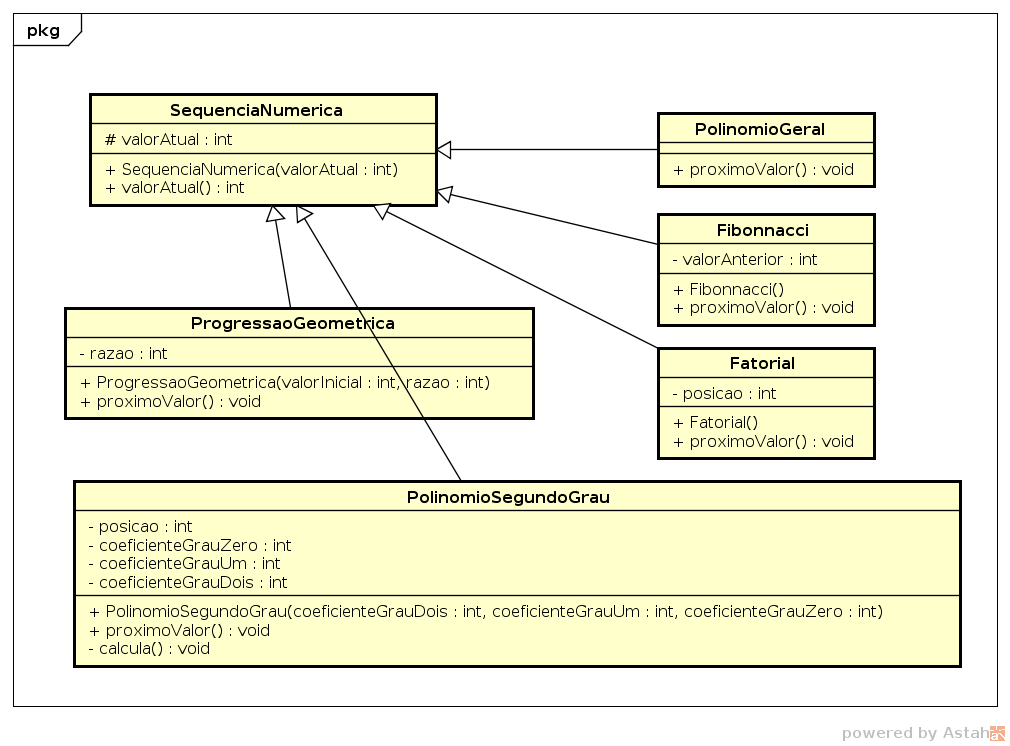 pkg
SequenciaNumerica
# valorAtual : int
+ SequenciaNumerica(valorAtual : int)
+ valorAtual() : int
PolinomioGeral
+ proximoValor() : void
Fibonnacci
- valorAnterior : int
+ Fibonnacci()
+ proximoValor() : void
ProgressaoGeometrica
- razao : int
+ ProgressaoGeometrica(valorInicial : int, razao : int)
+ proximoValor() : void
Fatorial
- posicao : int
+ Fatorial()
+ proximoValor() : void
PolinomioSegundoGrau
- posicao : int
- coeficienteGrauZero : int
- coeficienteGrauUm : int
- coeficienteGrauDois : int
+ PolinomioSegundoGrau(coeficienteGrauDois : int, coeficienteGrauUm : int, coeficienteGrauZero : int)
+ proximoValor() : void
- calcula() : void
powered by Astah